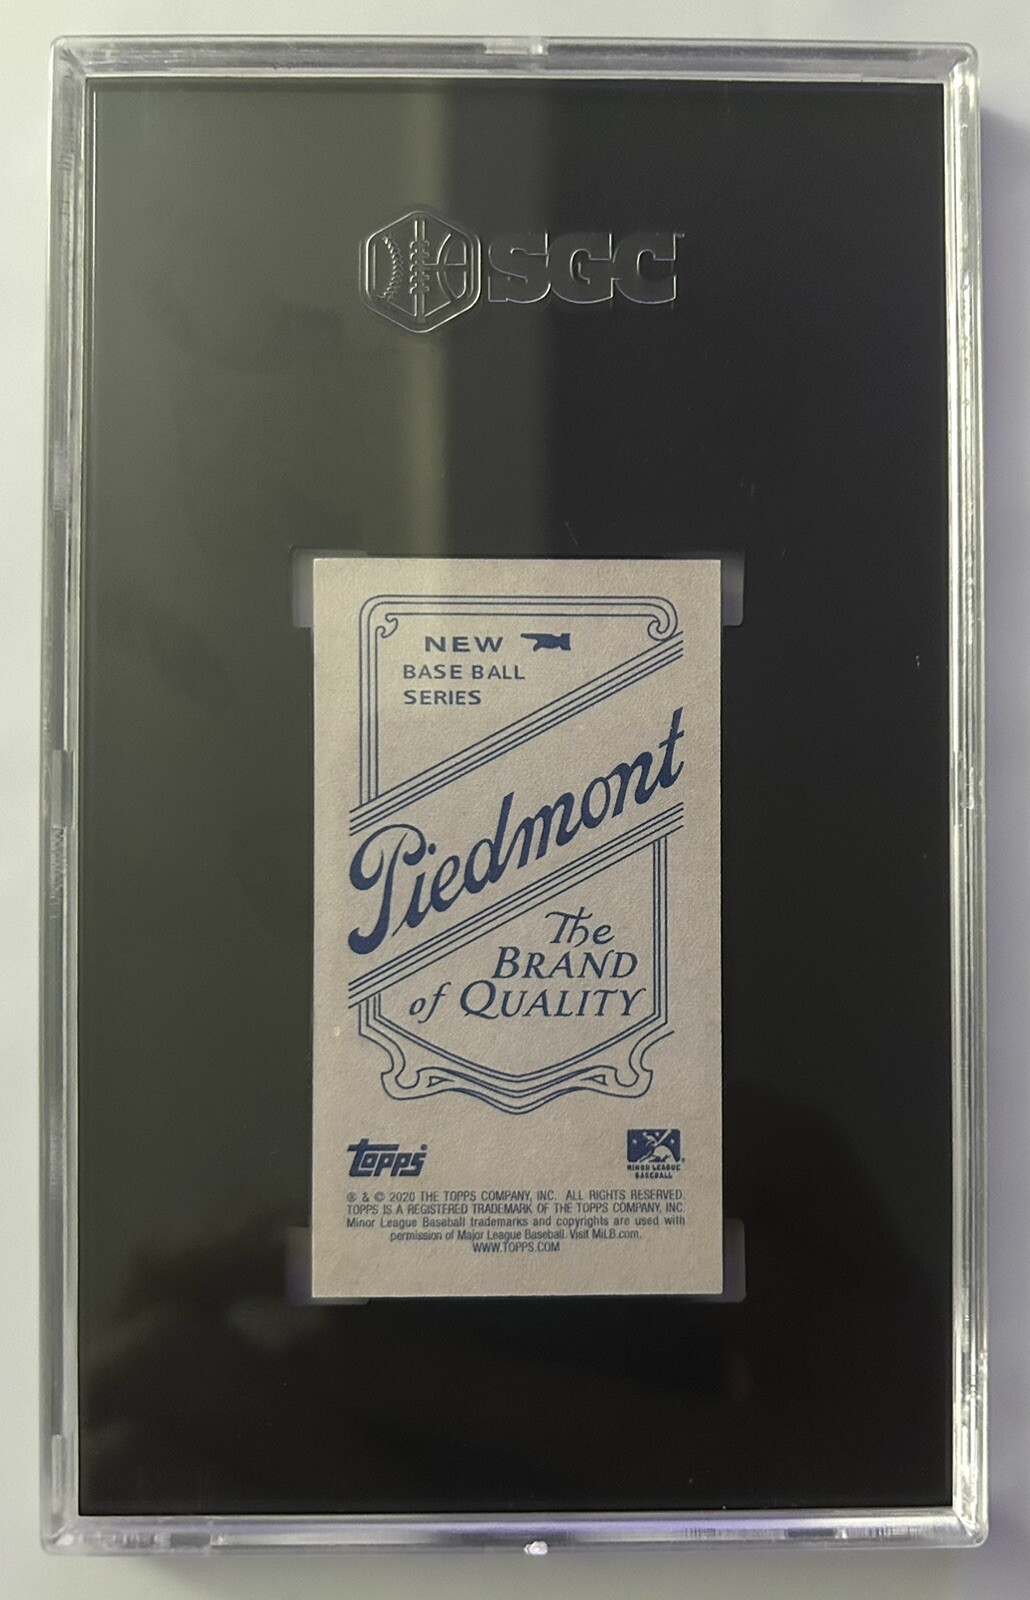 SGC
NEW
BASE BALL
SERIES
Piedmont
The
BRAND
of QUALITY
topps
MINOR LEAGUE
BASEBALL
® & © 2020 THE TOPPS COMPANY, INC. ALL RIGHTS RESERVED.
TOPPS IS A REGISTERED TRADEMARK OF THE TOPPS COMPANY, INC.
Minor League Baseball trademarks and copyrights are used with
permission of Major League Baseball. Visit MiLB.com.
WWW.TOPPS.COM